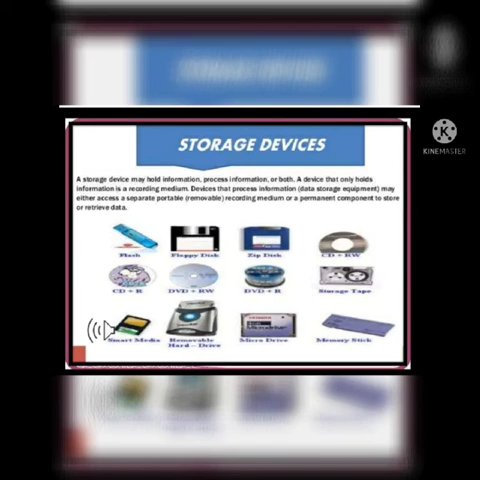 STORAGE DEVICES
A storage device may hold information, process information, or both. A device that only holds
information is a recording medium. Devices that process information (data storage equipment) may
either access a separate portable (removable) recording medium or a permanent component to store
or retrieve data.
Flash Floppy Disk Zip Disk CD + RW
CD + R DVD + RW DVD + R Storage Tape
Smart Media Removable Hard - Drive Micro Drive Memory Stick
KINEMASTER